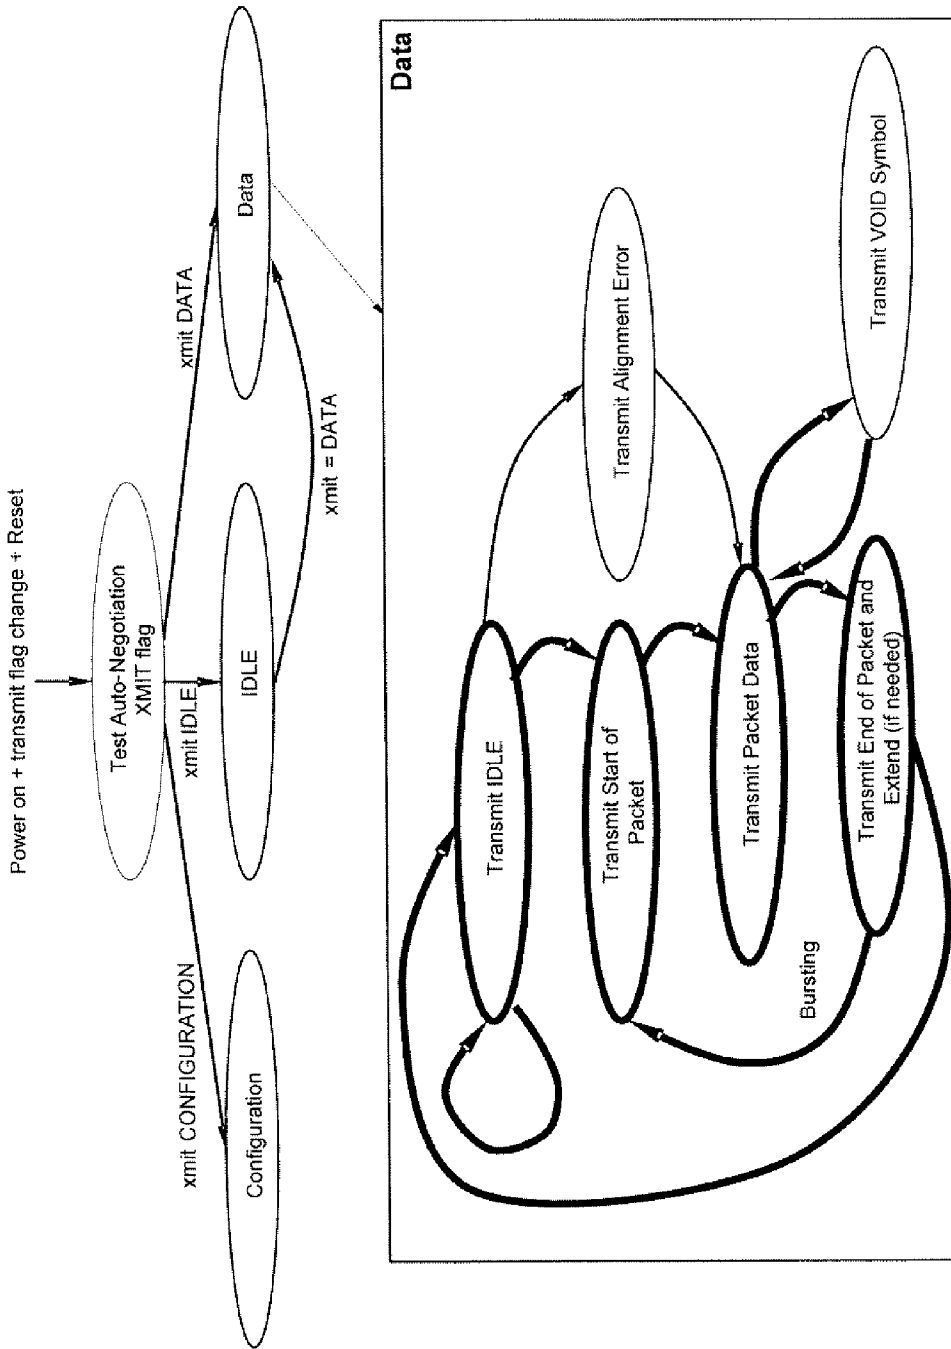 Power on + transmit flag change + Reset
Test Auto-Negotiation
XMIT flag
xmit CONFIGURATION
xmit IDLE
xmit DATA
Configuration
IDLE
Data
xmit = DATA
Data
Transmit IDLE
Transmit Start of
Packet
Transmit Alignment Error
Transmit Packet Data
Bursting
Transmit End of Packet and
Extend (if needed)
Transmit VOID Symbol